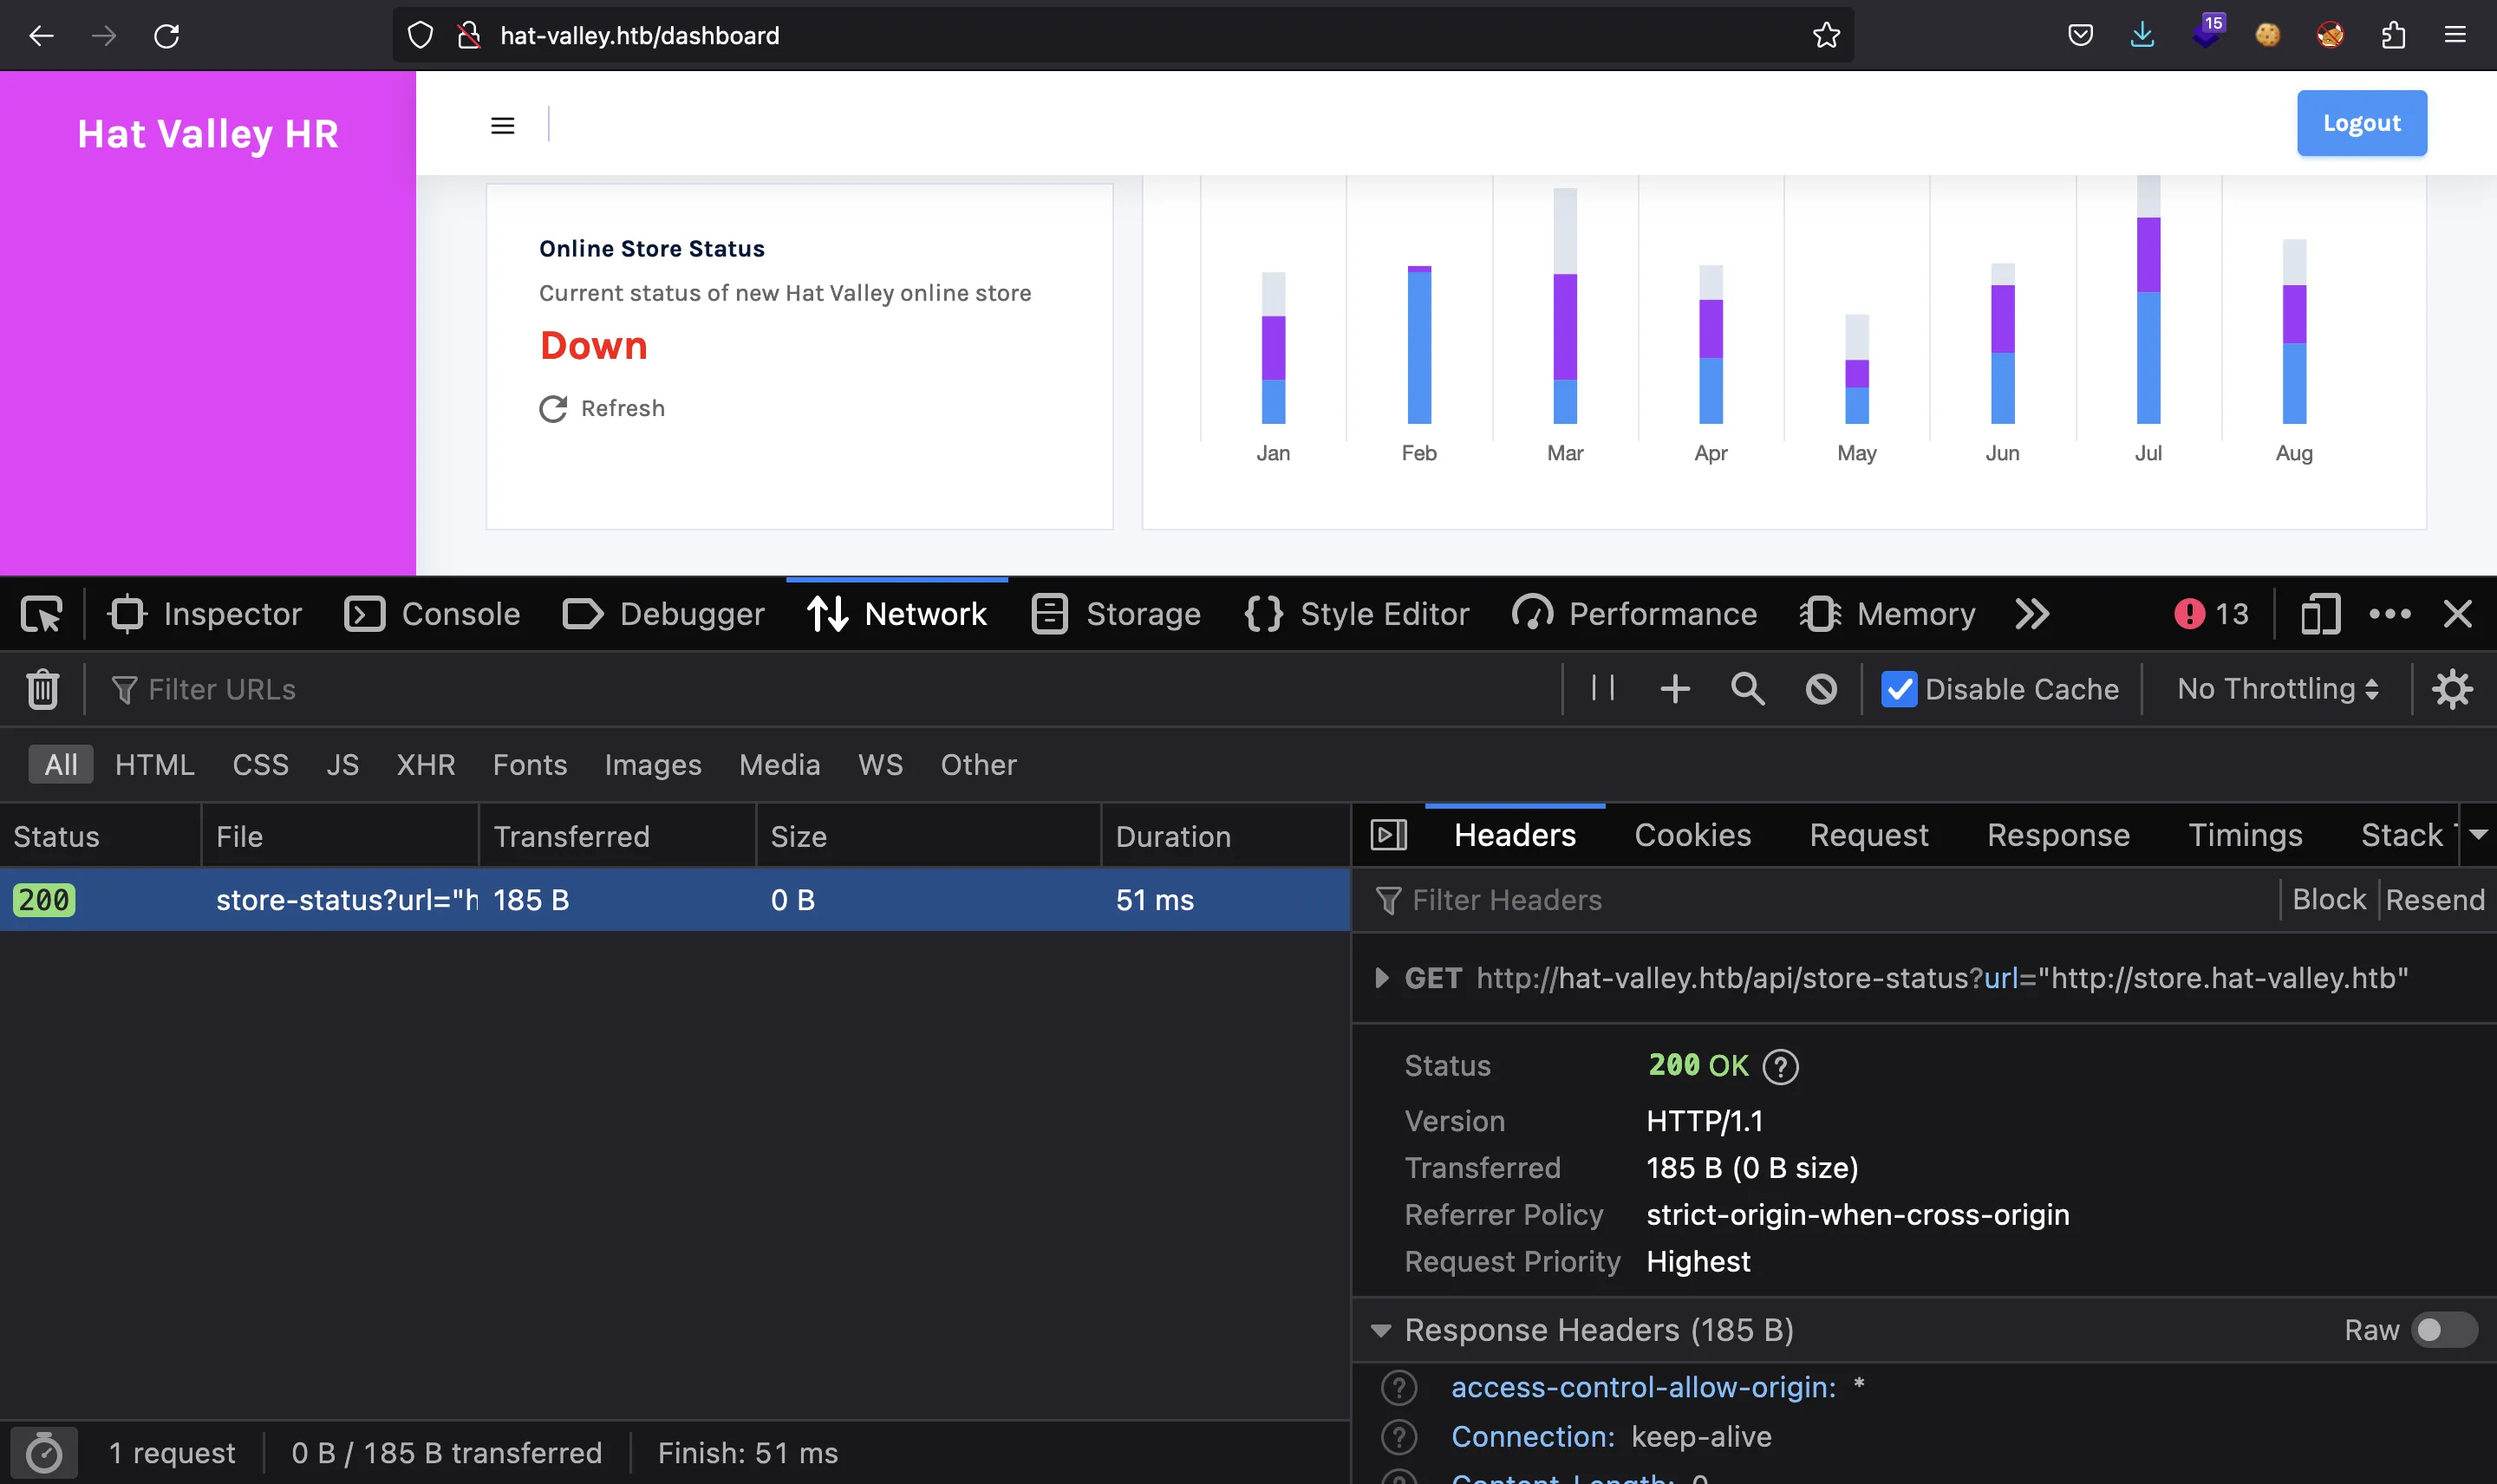 hat-valley.htb/dashboard
15
Hat Valley HR
Logout
Online Store Status
Current status of new Hat Valley online store
Down
Refresh
Jan Feb Mar Apr May Jun Jul Aug
Inspector Console Debugger Network Storage Style Editor Performance Memory 13
Filter URLs Disable Cache No Throttling
All HTML CSS JS XHR Fonts Images Media WS Other
Status File Transferred Size Duration
Headers Cookies Request Response Timings Stack
200 store-status?url="h 185 B 0 B 51 ms
Filter Headers Block Resend
GET http://hat-valley.htb/api/store-status?url="http://store.hat-valley.htb"
Status 200 OK
Version HTTP/1.1
Transferred 185 B (0 B size)
Referrer Policy strict-origin-when-cross-origin
Request Priority Highest
Response Headers (185 B) Raw
access-control-allow-origin: *
Connection: keep-alive
Content-Length: 0
1 request 0 B / 185 B transferred Finish: 51 ms